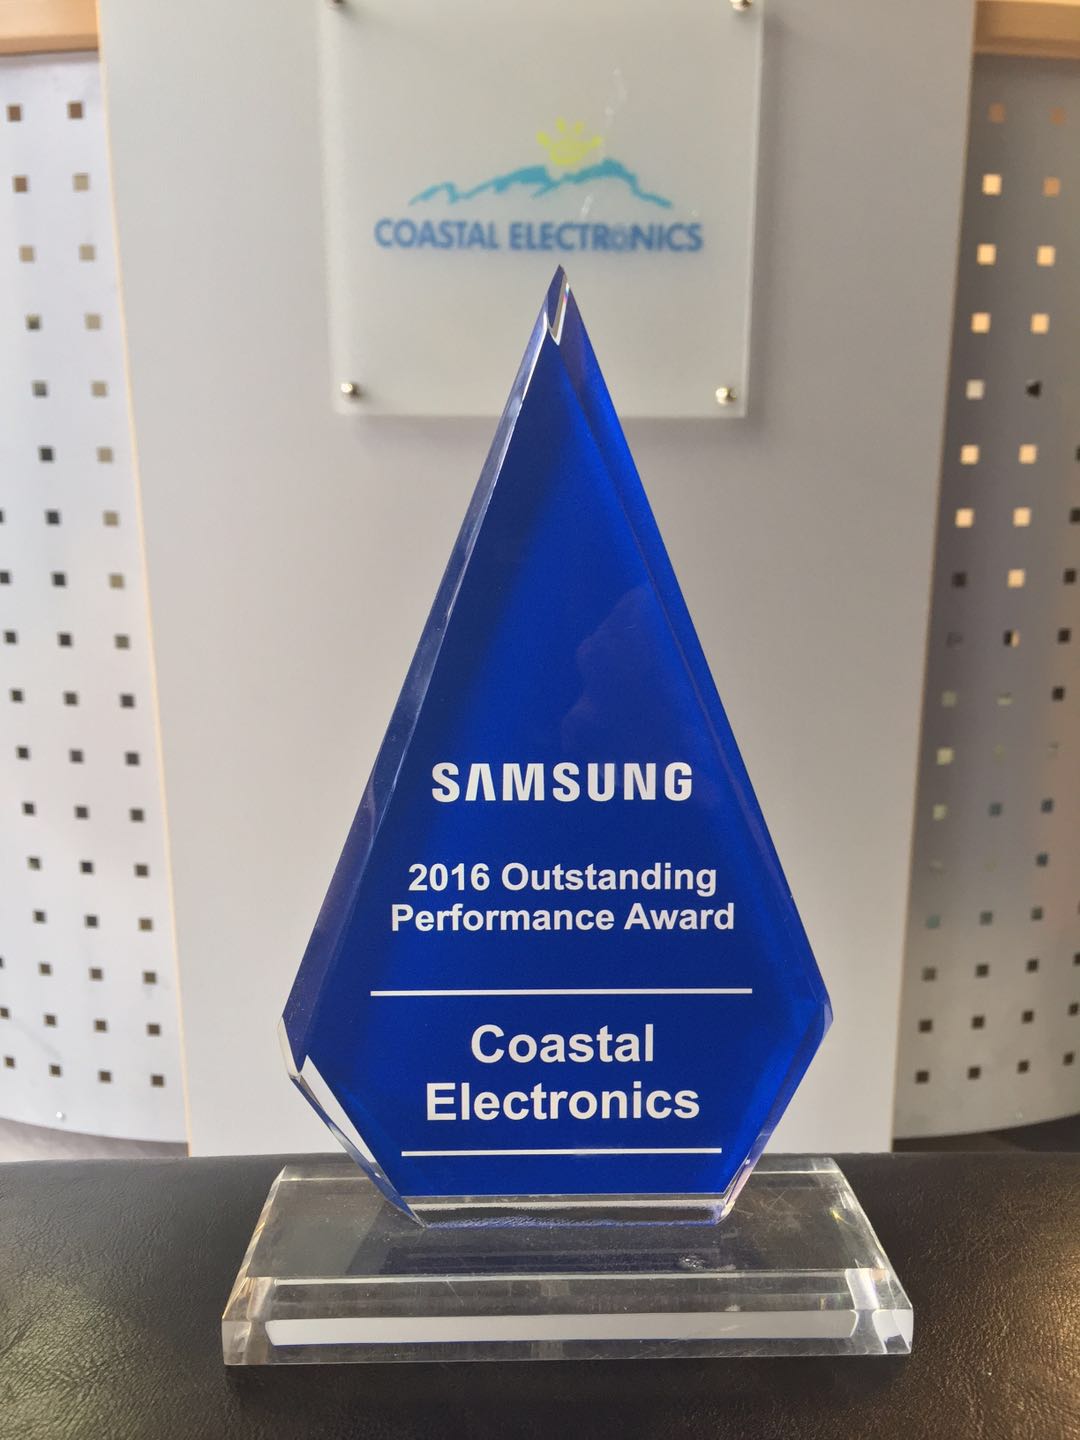 COASTAL ELECTRONICS
SAMSUNG
2016 Outstanding
Performance Award
Coastal
Electronics